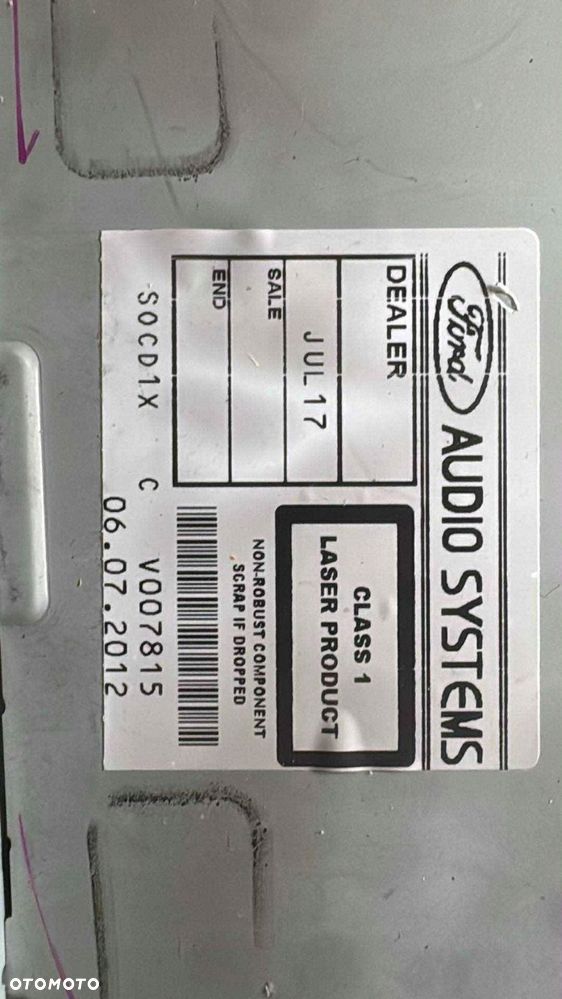 Ford AUDIO SYSTEMS
DEALER
JUL 17
SALE
END
CLASS 1
LASER PRODUCT
NON-ROBUST COMPONENT
SCRAP IF DROPPED
SOCD1X C V007815
06.07.2012
OTOMOTO